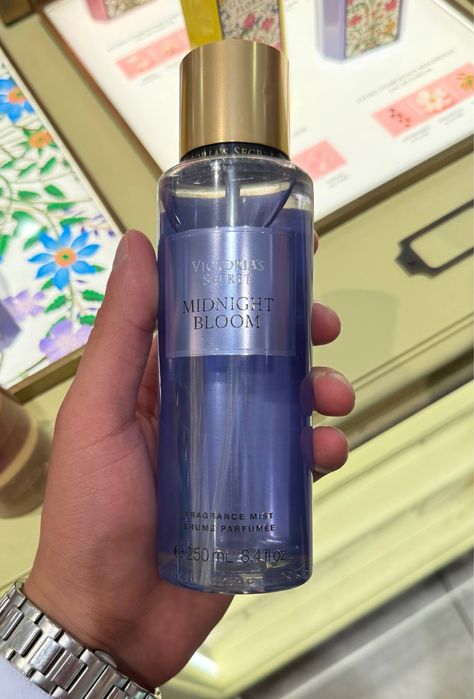 VICTORIA'S
SECRET
MIDNIGHT
BLOOM
FRAGRANCE MIST
BRUME PARFUMÉE
℮ 250 mL / 8.4 fl oz